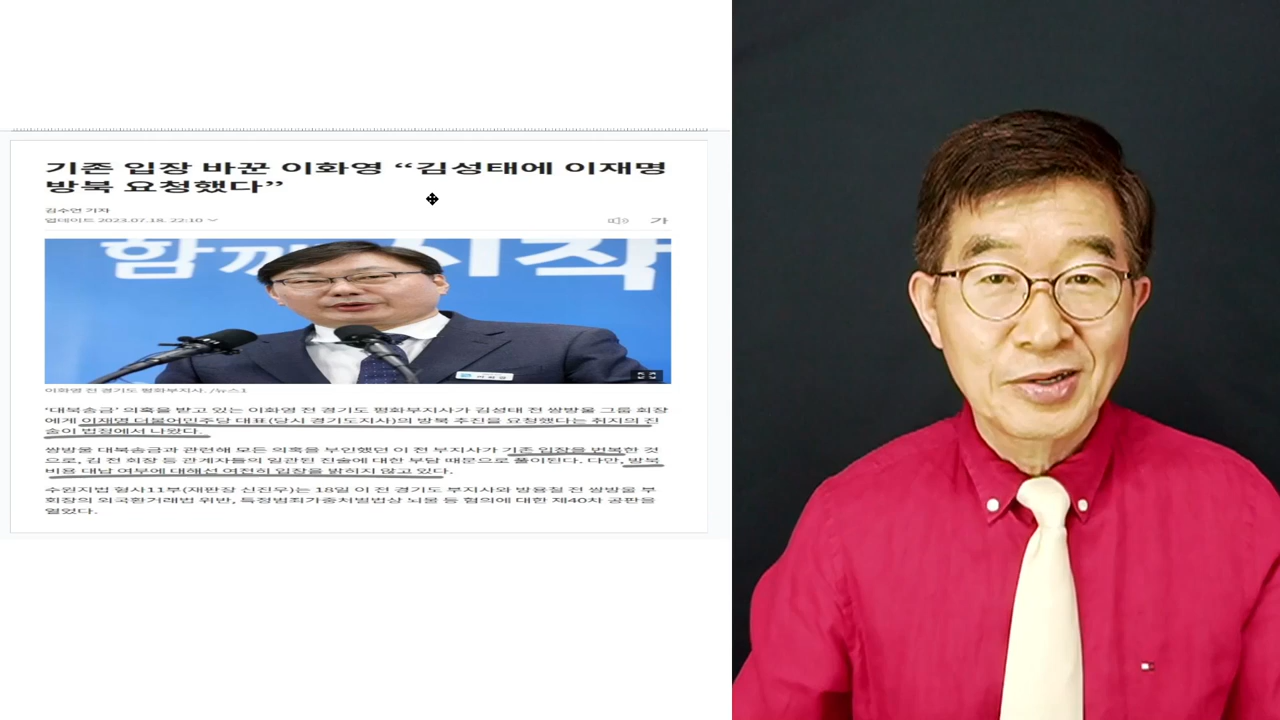 기존 입장 바꾼 이화영 “김성태에 이재명
방북 요청했다”
김수언 기자
업데이트 2023.07.18. 22:10
가
함께 시작
이화영 전 경기도 평화부지사. /뉴스1
‘대북송금’ 의혹을 받고 있는 이화영 전 경기도 평화부지사가 김성태 전 쌍방울 그룹 회장
에게 이재명 더불어민주당 대표(당시 경기도지사)의 방북 추진을 요청했다는 취지의 진
술이 법정에서 나왔다.
쌍방울 대북송금과 관련해 모든 의혹을 부인했던 이 전 부지사가 기존 입장을 번복한 것
으로, 김 전 회장 등 관계자들의 일관된 진술에 대한 부담 때문으로 풀이된다. 다만, 방북
비용 대납 여부에 대해선 여전히 입장을 밝히지 않고 있다.
수원지법 형사11부(재판장 신진우)는 18일 이 전 경기도 부지사와 방용철 전 쌍방울 부
회장의 외국환거래법 위반, 특정범죄가중처벌법상 뇌물 등 혐의에 대한 제40차 공판을
열었다.